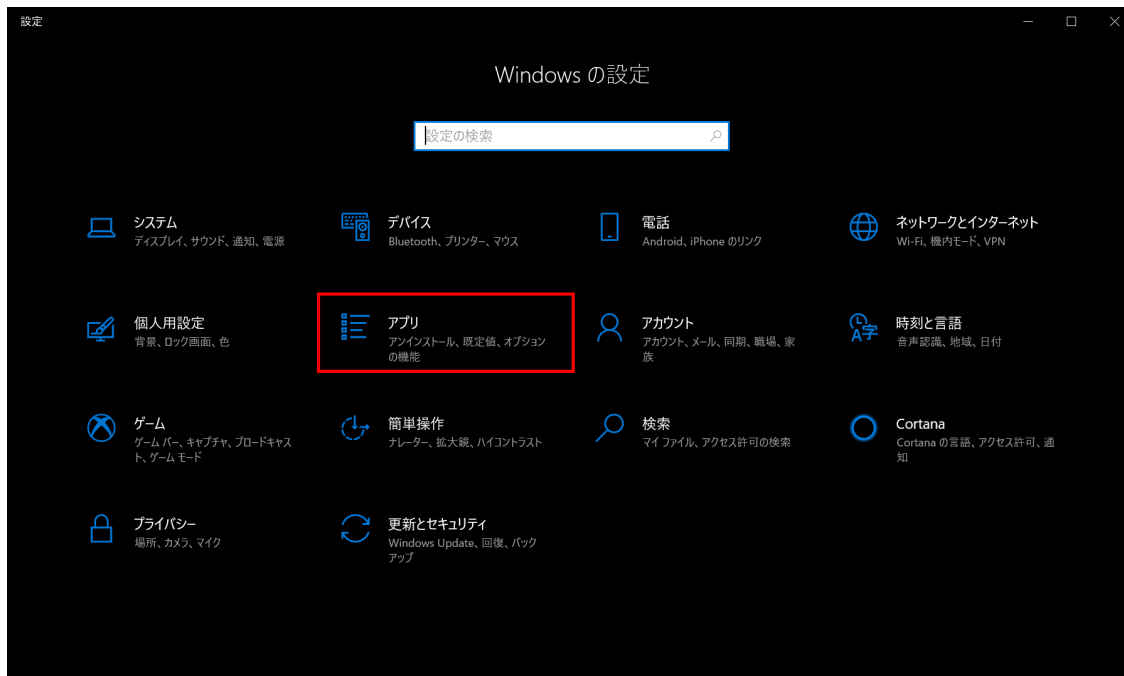 設定
Windows の設定
設定の検索
システム
ディスプレイ、サウンド、通知、電源
デバイス
Bluetooth、プリンター、マウス
電話
Android、iPhone のリンク
ネットワークとインターネット
Wi-Fi、機内モード、VPN
個人用設定
背景、ロック画面、色
アプリ
アンインストール、既定値、オプション
の機能
アカウント
アカウント、メール、同期、職場、家
族
時刻と言語
音声認識、地域、日付
ゲーム
ゲーム バー、キャプチャ、ブロードキャス
ト、ゲーム モード
簡単操作
ナレーター、拡大鏡、ハイコントラスト
検索
マイ ファイル、アクセス許可の検索
Cortana
Cortana の言語、アクセス許可、通
知
プライバシー
場所、カメラ、マイク
更新とセキュリティ
Windows Update、回復、バック
アップ